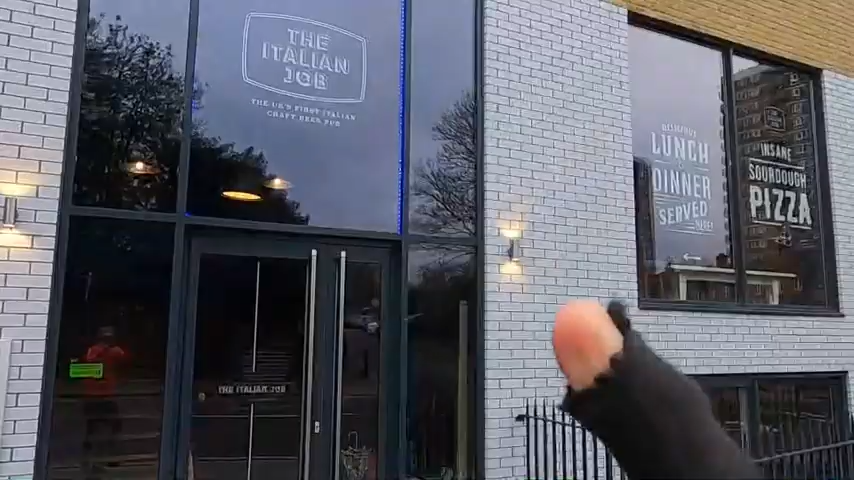 THE
ITALIAN
JOB
THE UK'S FIRST ITALIAN
CRAFT BEER PUB
LUNCH
DINNER
SERVED
HERE
INSANE
SOURDOUGH
PIZZA
THE ITALIAN JOB